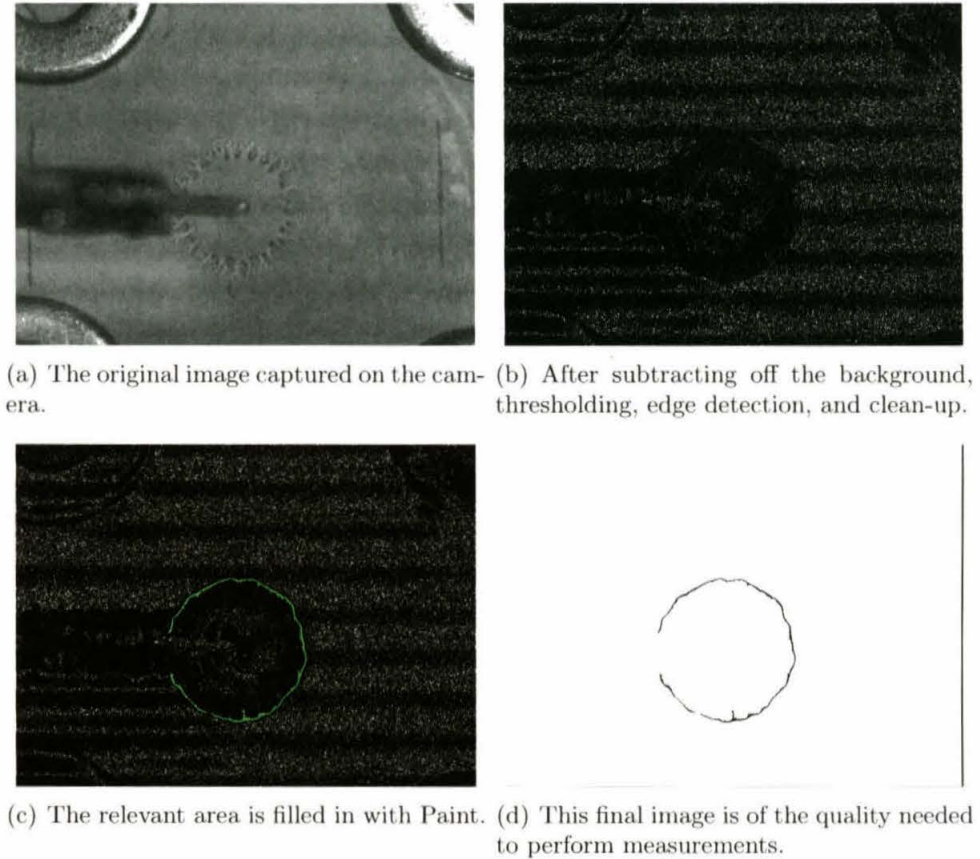 (a) The original image captured on the cam-
era.
(b) After subtracting off the background,
thresholding, edge detection, and clean-up.
(c) The relevant area is filled in with Paint.
(d) This final image is of the quality needed
to perform measurements.